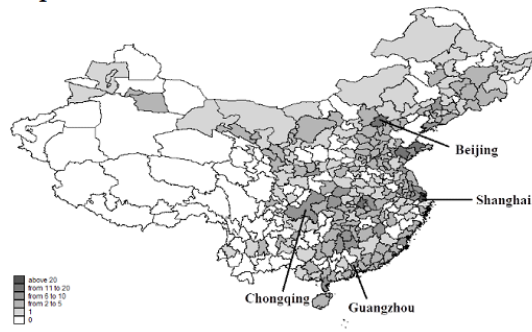 Beijing
Shanghai
Chongqing
Guangzhou
above 20
from 11 to 20
from 6 to 10
from 2 to 5
1
0